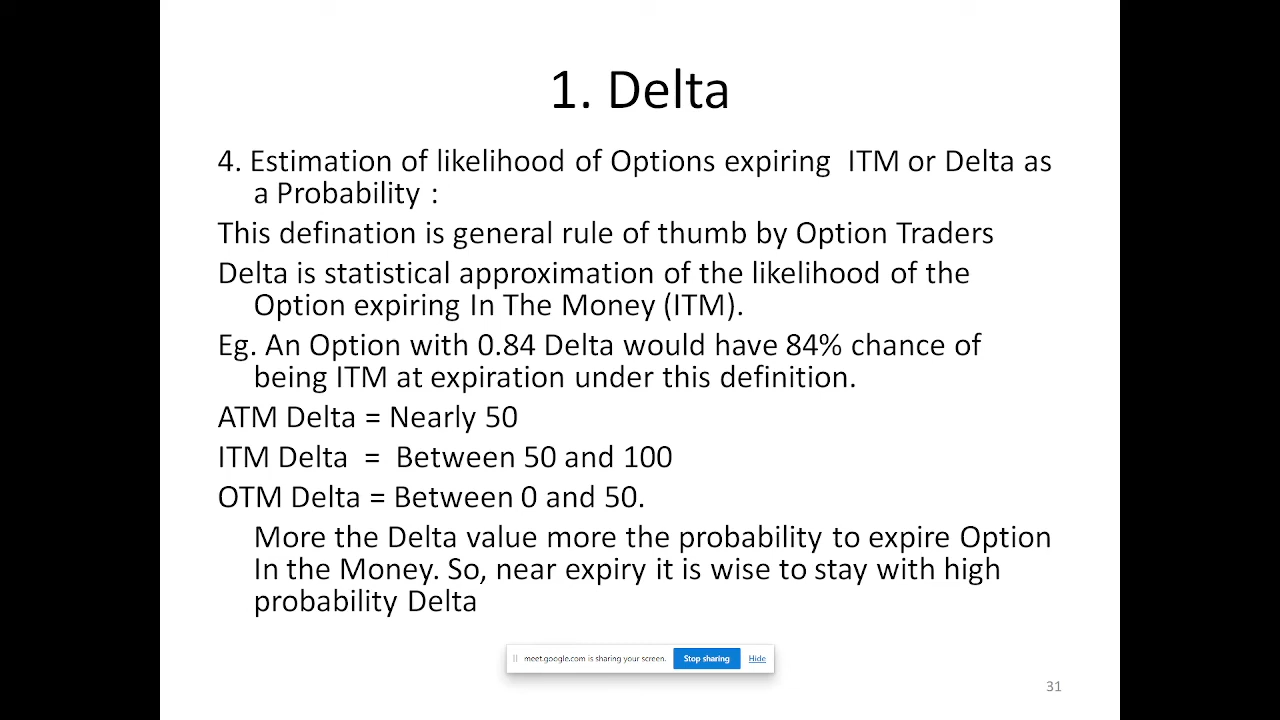 1. Delta
4. Estimation of likelihood of Options expiring  ITM or Delta as
a Probability :
This defination is general rule of thumb by Option Traders
Delta is statistical approximation of the likelihood of the
Option expiring In The Money (ITM).
Eg. An Option with 0.84 Delta would have 84% chance of
being ITM at expiration under this definition.
ATM Delta = Nearly 50
ITM Delta  =  Between 50 and 100
OTM Delta = Between 0 and 50.
More the Delta value more the probability to expire Option
In the Money. So, near expiry it is wise to stay with high
probability Delta
meet.google.com is sharing your screen. Stop sharing Hide
31